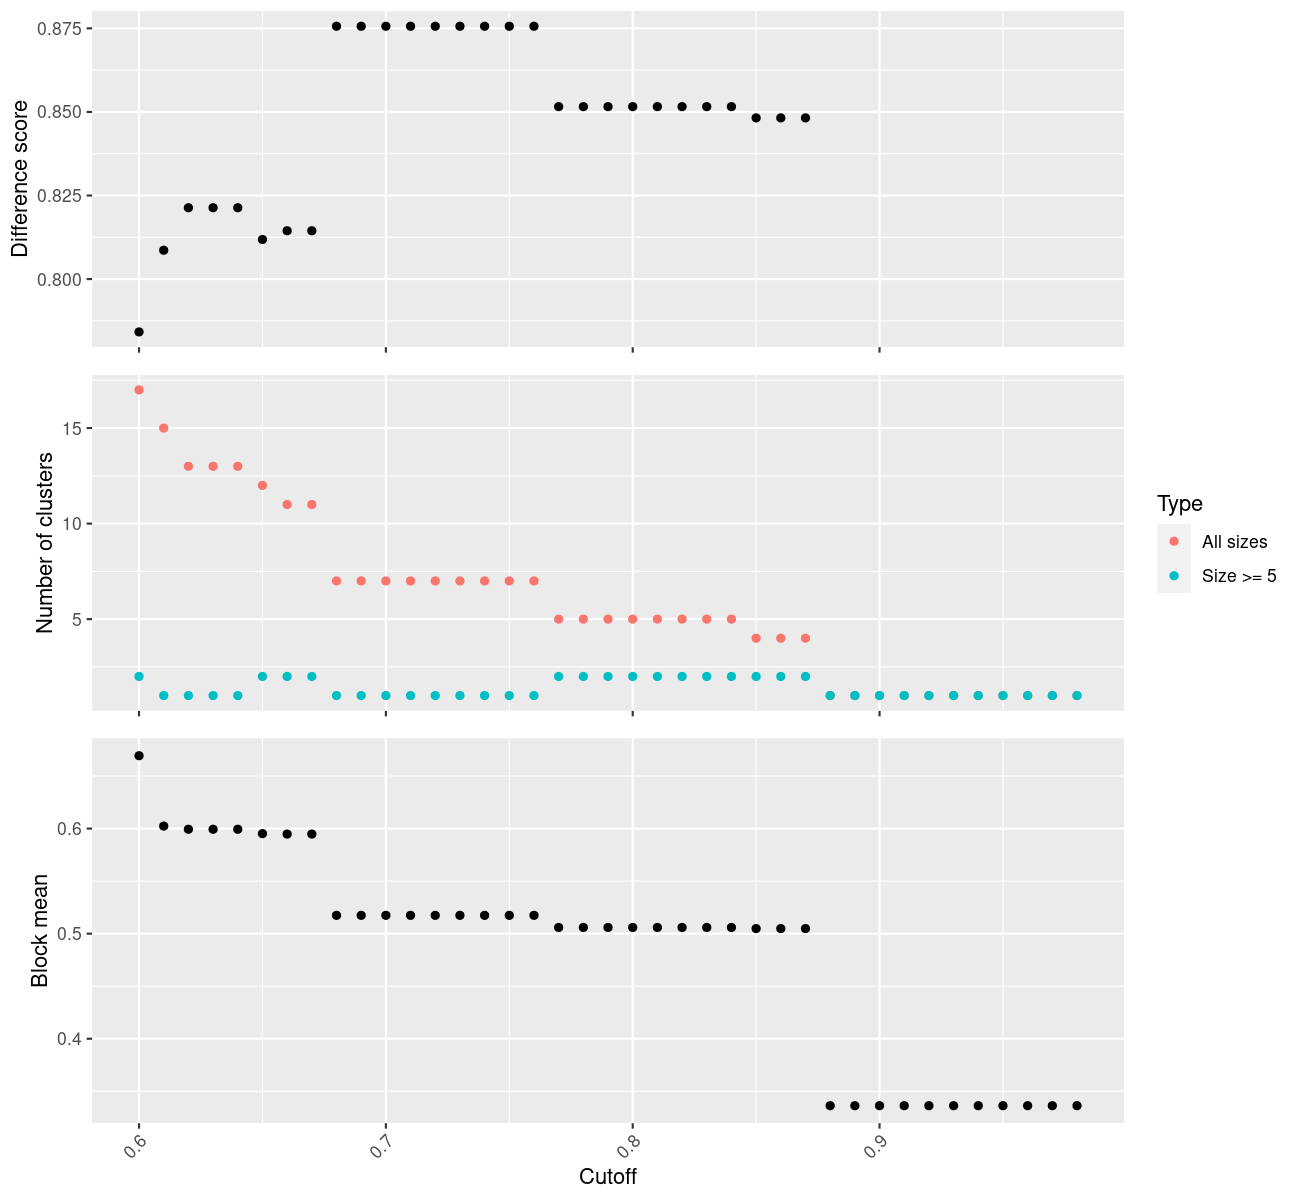 Difference score
0.875
0.850
0.825
0.800
Number of clusters
15
10
5
Type
All sizes
Size >= 5
Block mean
0.6
0.5
0.4
0.6
0.7
0.8
0.9
Cutoff